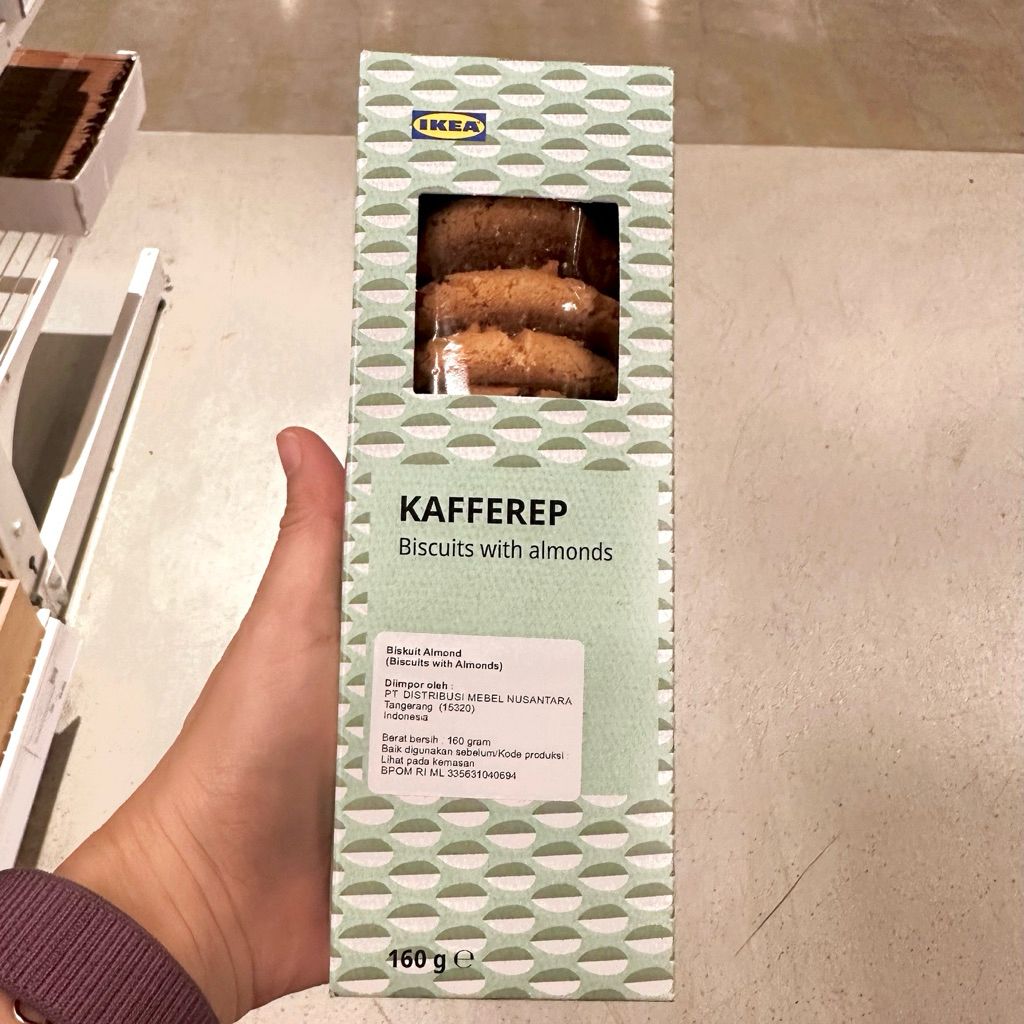 IKEA
KAFFEREP
Biscuits with almonds
Biskuit Almond
(Biscuits with Almonds)
Diimpor oleh :
PT DISTRIBUSI MEBEL NUSANTARA
Tangerang (15320)
Indonesia
Berat bersih : 160 gram
Baik digunakan sebelum/Kode produksi :
Lihat pada kemasan
BPOM RI ML 335631040694
160 g ℮